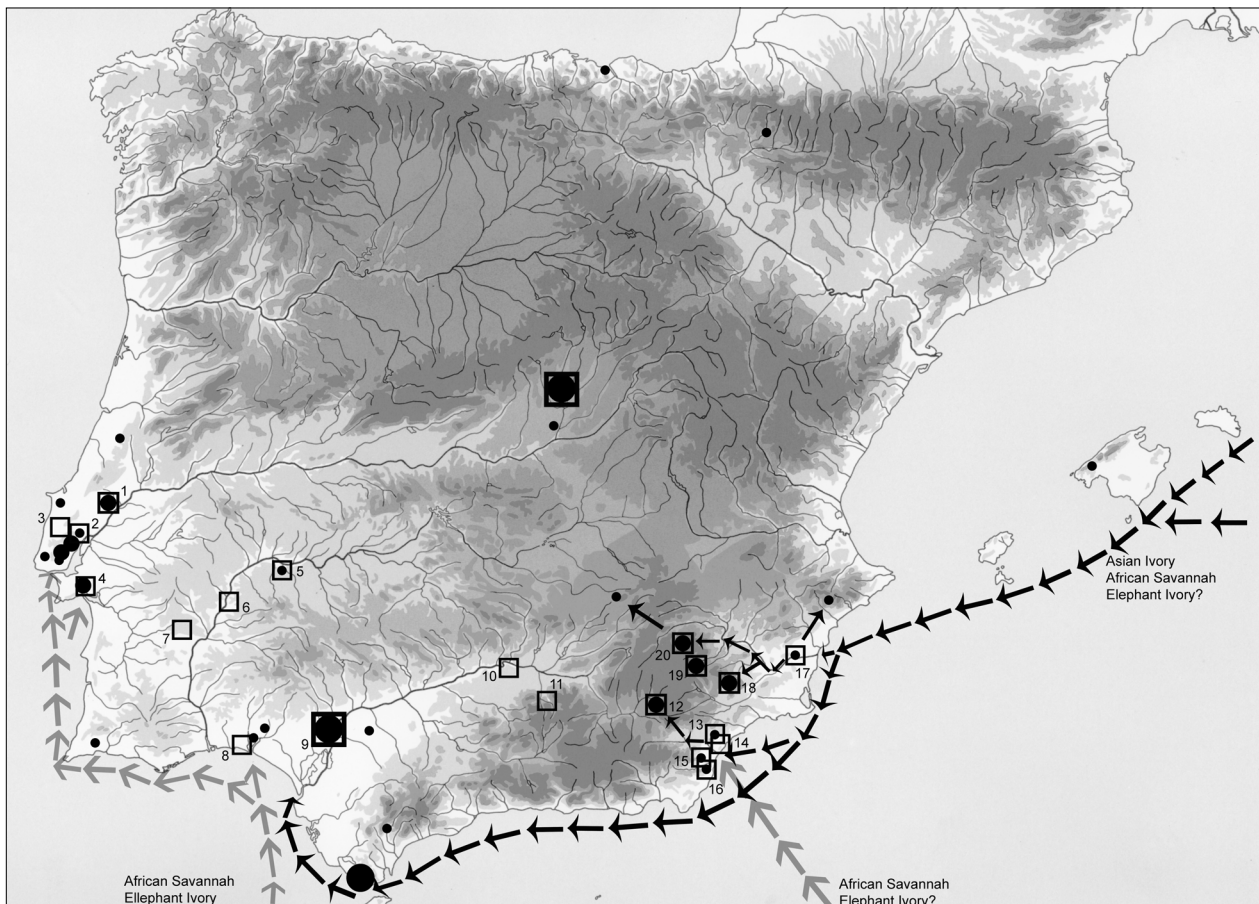 1
3
2
4
5
6
7
8
9
10
11
12
13
14
15
16
17
18
19
20
Asian Ivory
African Savannah
Elephant Ivory?
African Savannah
Ellephant Ivory
African Savannah
Elephant Ivory?